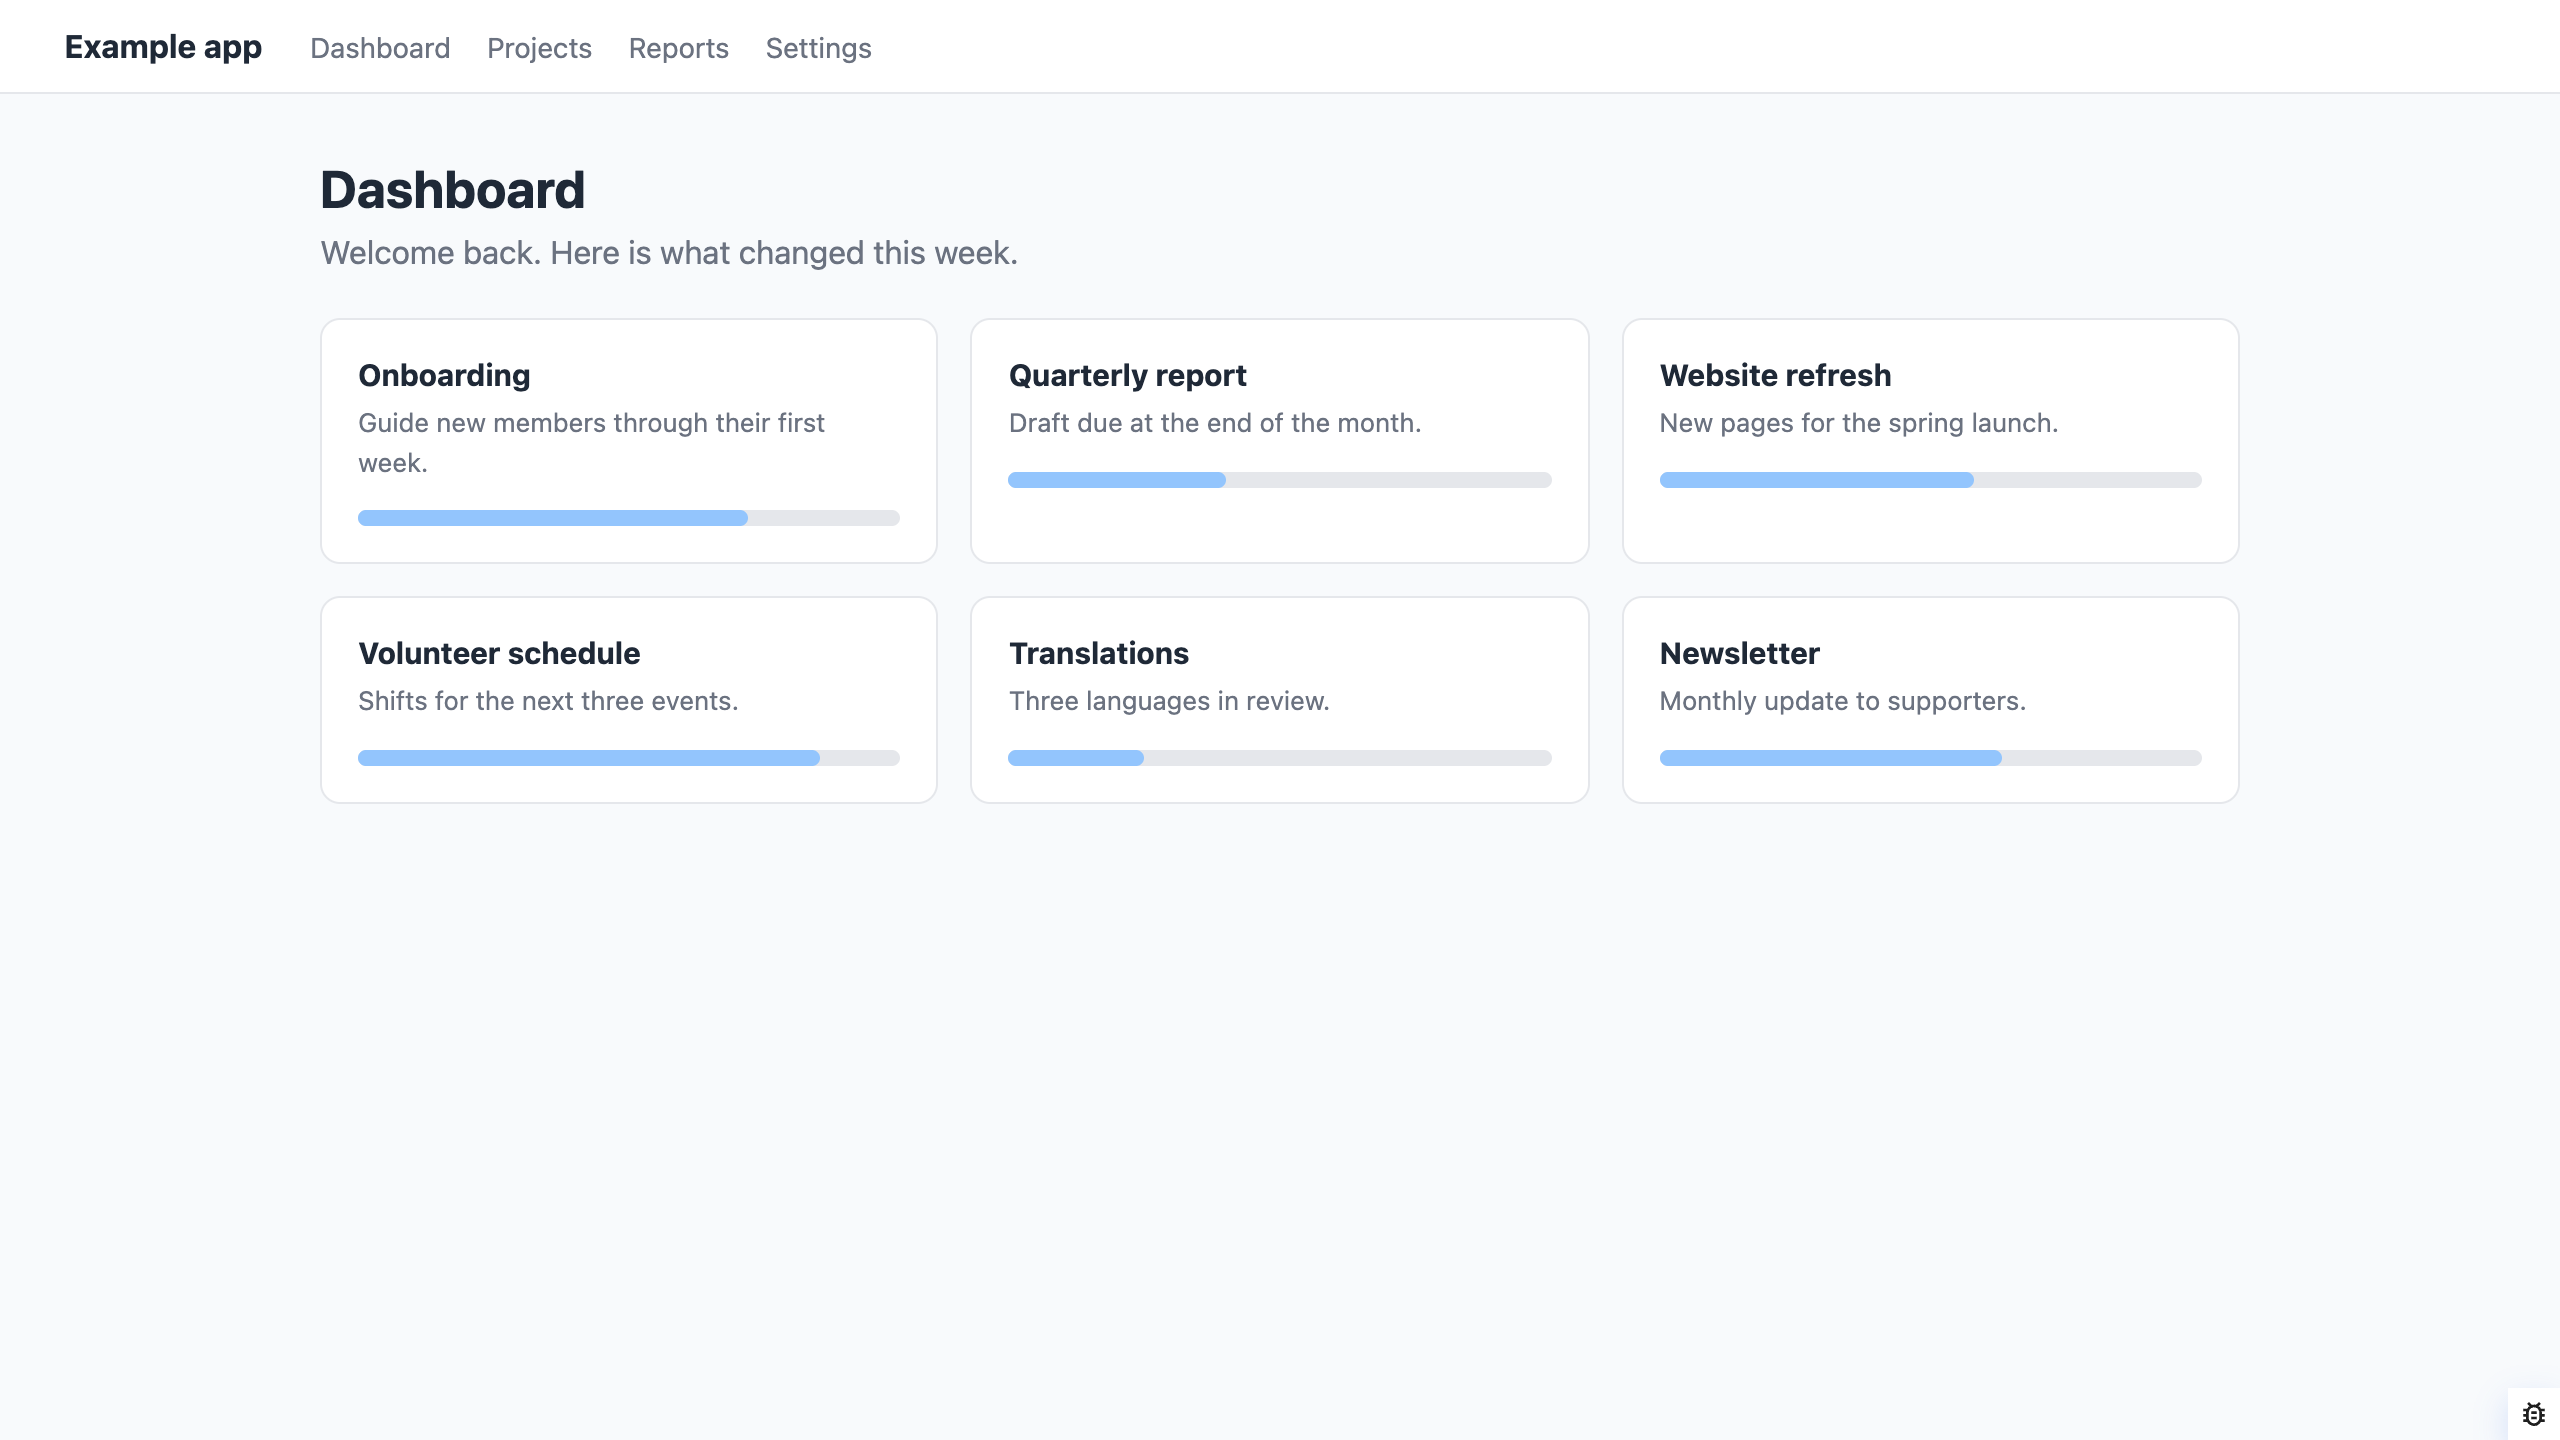 Example app
Dashboard
Projects
Reports
Settings
Dashboard
Welcome back. Here is what changed this week.
Onboarding
Guide new members through their first
week.
Quarterly report
Draft due at the end of the month.
Website refresh
New pages for the spring launch.
Volunteer schedule
Shifts for the next three events.
Translations
Three languages in review.
Newsletter
Monthly update to supporters.